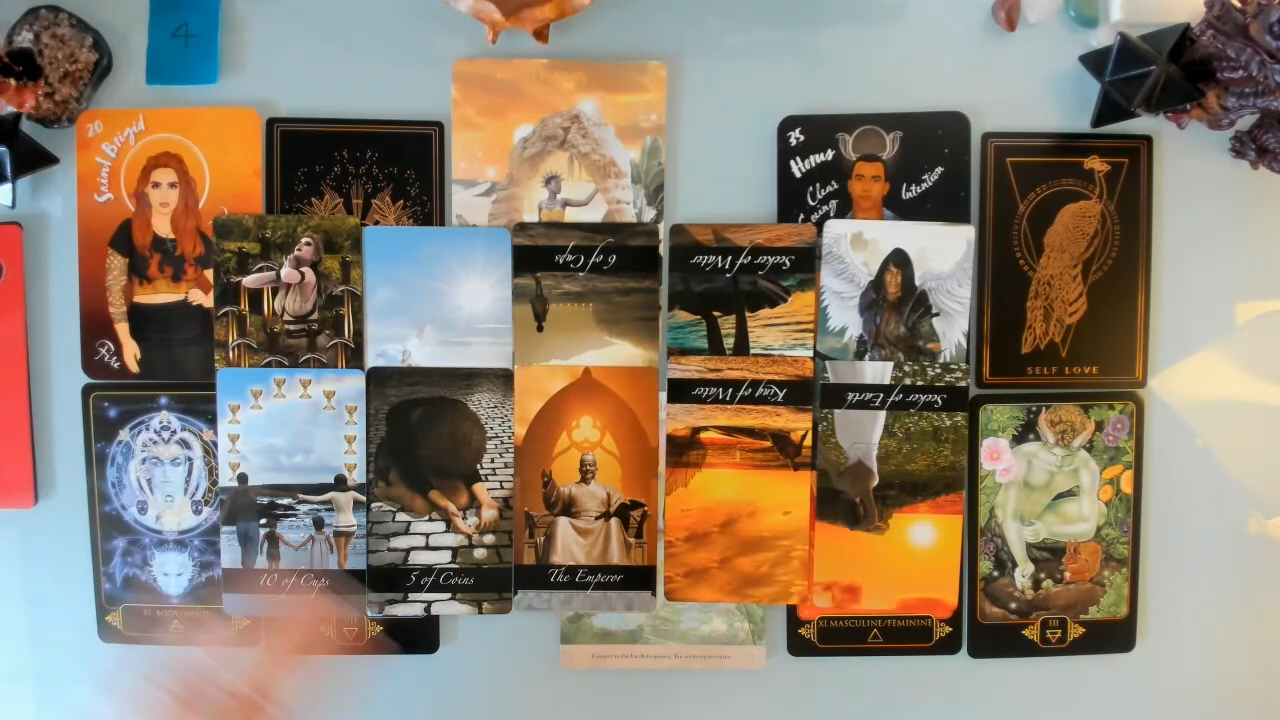 4
20
Saint Brigid
Fire
35
Horus
Clear
Intention
SELF LOVE
6 of Cups
Seeker of Water
King of Water
Seeker of Earth
10 of Cups
5 of Coins
The Emperor
XI MASCULINE/FEMININE
III
Connect to the Earth frequency. You are being activated.